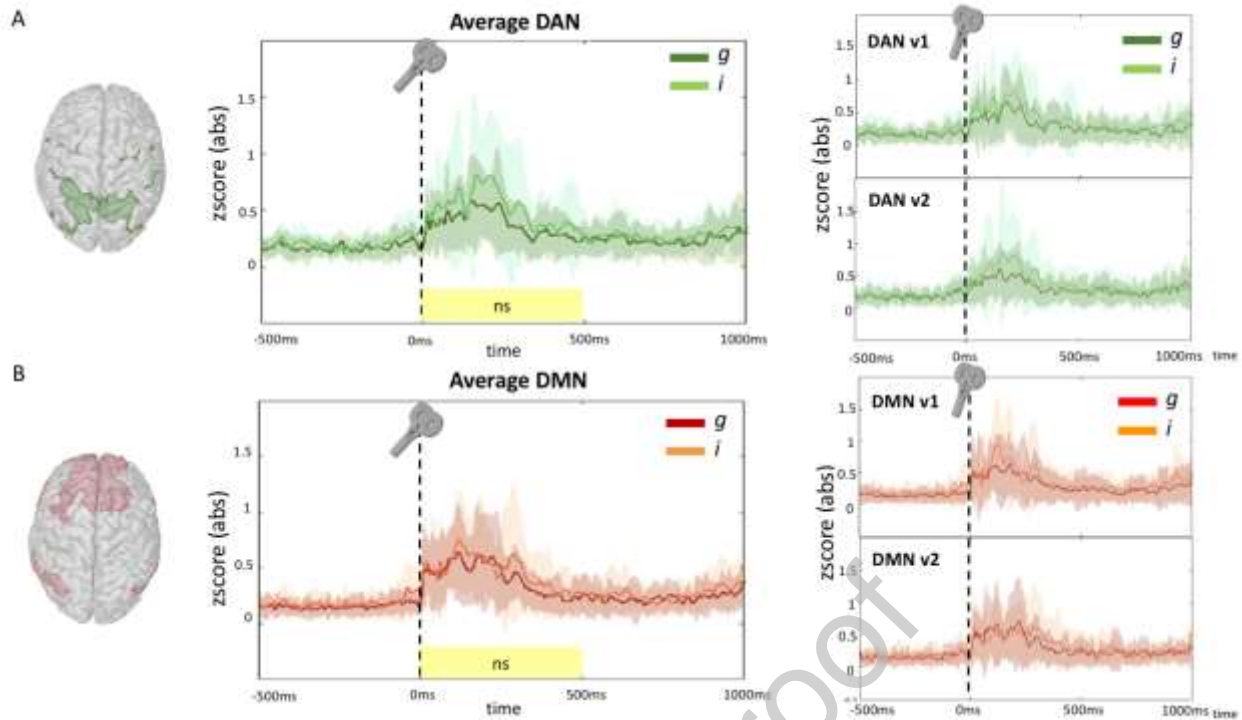 A
Average DAN
g
i
zscore (abs)
1.5
1
0.5
0
ns
-500ms
0ms
500ms
1000ms
time
DAN v1
g
i
1.5
1
0.5
0
zscore (abs)
DAN v2
1.5
1
0.5
0
-500ms
0ms
500ms
1000ms
time
B
Average DMN
g
i
zscore (abs)
1.5
1
0.5
0
ns
-500ms
0ms
500ms
1000ms
time
DMN v1
g
i
1.5
1
0.5
0
zscore (abs)
DMN v2
1
0.5
0
-500ms
0ms
500ms
1000ms
time
roof